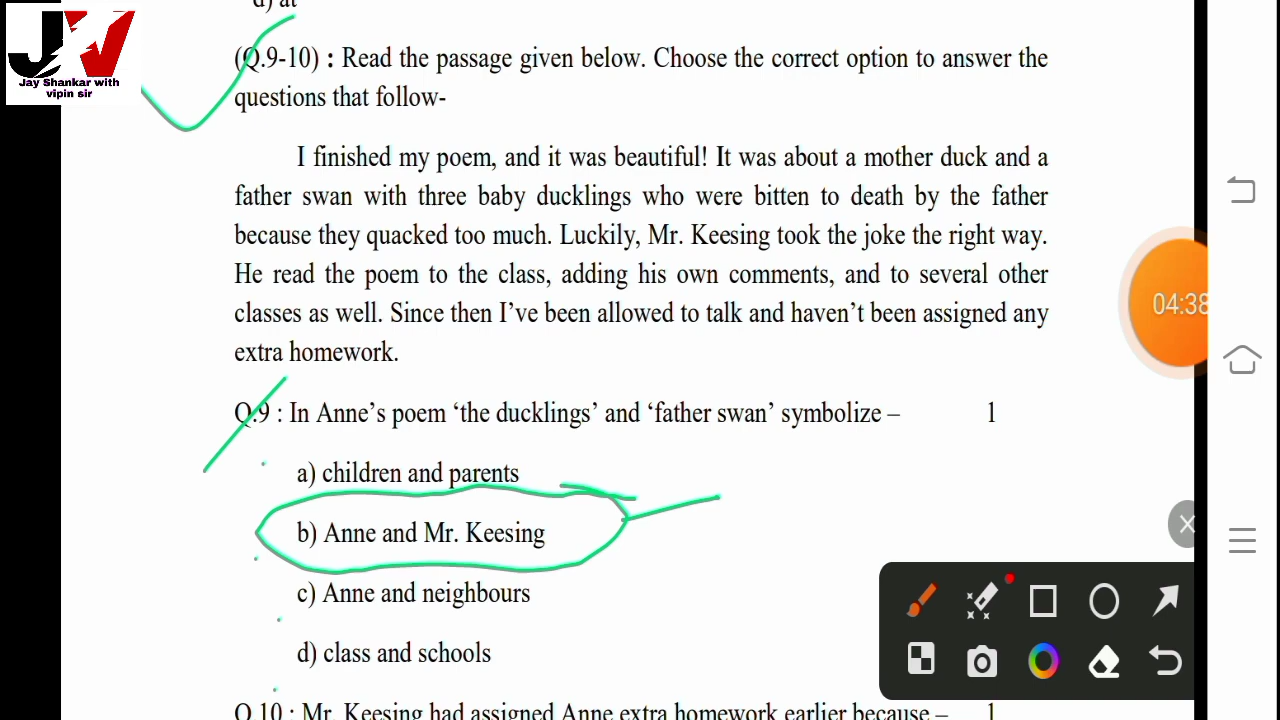 d) at
JV
Jay Shankar with
vipin sir
(Q.9-10) : Read the passage given below. Choose the correct option to answer the
questions that follow-
I finished my poem, and it was beautiful! It was about a mother duck and a
father swan with three baby ducklings who were bitten to death by the father
because they quacked too much. Luckily, Mr. Keesing took the joke the right way.
He read the poem to the class, adding his own comments, and to several other
classes as well. Since then I've been allowed to talk and haven't been assigned any
extra homework.
04:38
Q.9 : In Anne's poem ‘the ducklings’ and ‘father swan’ symbolize – 1
a) children and parents
b) Anne and Mr. Keesing
c) Anne and neighbours
d) class and schools
Q.10 : Mr. Keesing had assigned Anne extra homework earlier because – 1